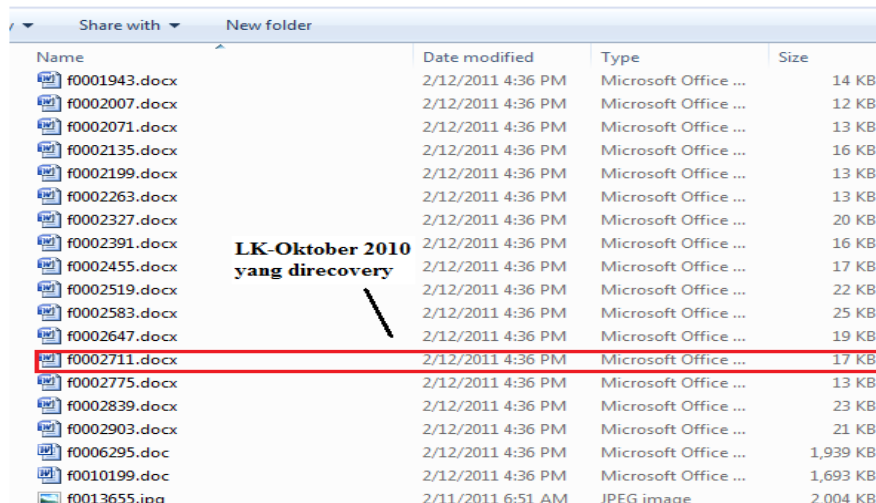 Share with New folder
Name Date modified Type Size
f0001943.docx 2/12/2011 4:36 PM Microsoft Office ... 14 KB
f0002007.docx 2/12/2011 4:36 PM Microsoft Office ... 12 KB
f0002071.docx 2/12/2011 4:36 PM Microsoft Office ... 13 KB
f0002135.docx 2/12/2011 4:36 PM Microsoft Office ... 16 KB
f0002199.docx 2/12/2011 4:36 PM Microsoft Office ... 13 KB
f0002263.docx 2/12/2011 4:36 PM Microsoft Office ... 13 KB
f0002327.docx 2/12/2011 4:36 PM Microsoft Office ... 20 KB
f0002391.docx 2/12/2011 4:36 PM Microsoft Office ... 16 KB
LK-Oktober 2010
yang direcovery
f0002455.docx 2/12/2011 4:36 PM Microsoft Office ... 17 KB
f0002519.docx 2/12/2011 4:36 PM Microsoft Office ... 22 KB
f0002583.docx 2/12/2011 4:36 PM Microsoft Office ... 25 KB
f0002647.docx 2/12/2011 4:36 PM Microsoft Office ... 19 KB
f0002711.docx 2/12/2011 4:36 PM Microsoft Office ... 17 KB
f0002775.docx 2/12/2011 4:36 PM Microsoft Office ... 13 KB
f0002839.docx 2/12/2011 4:36 PM Microsoft Office ... 23 KB
f0002903.docx 2/12/2011 4:36 PM Microsoft Office ... 21 KB
f0006295.doc 2/12/2011 4:36 PM Microsoft Office ... 1,939 KB
f0010199.doc 2/12/2011 4:36 PM Microsoft Office ... 1,693 KB
f0013655.jpg 2/11/2011 6:51 AM JPEG image 2,004 KB